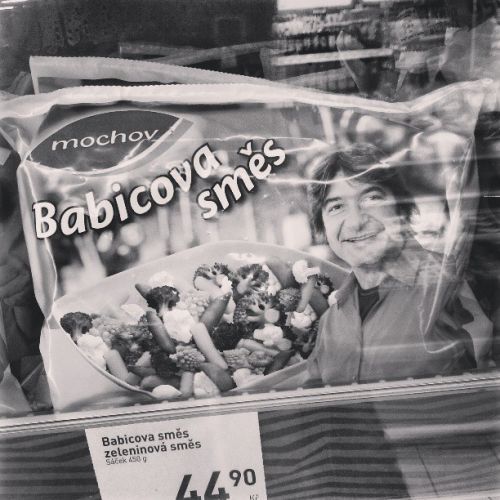 mochov
Babicova
směs
Babicova směs
zeleninová směs
Sáček 450 g
44 90
Kč